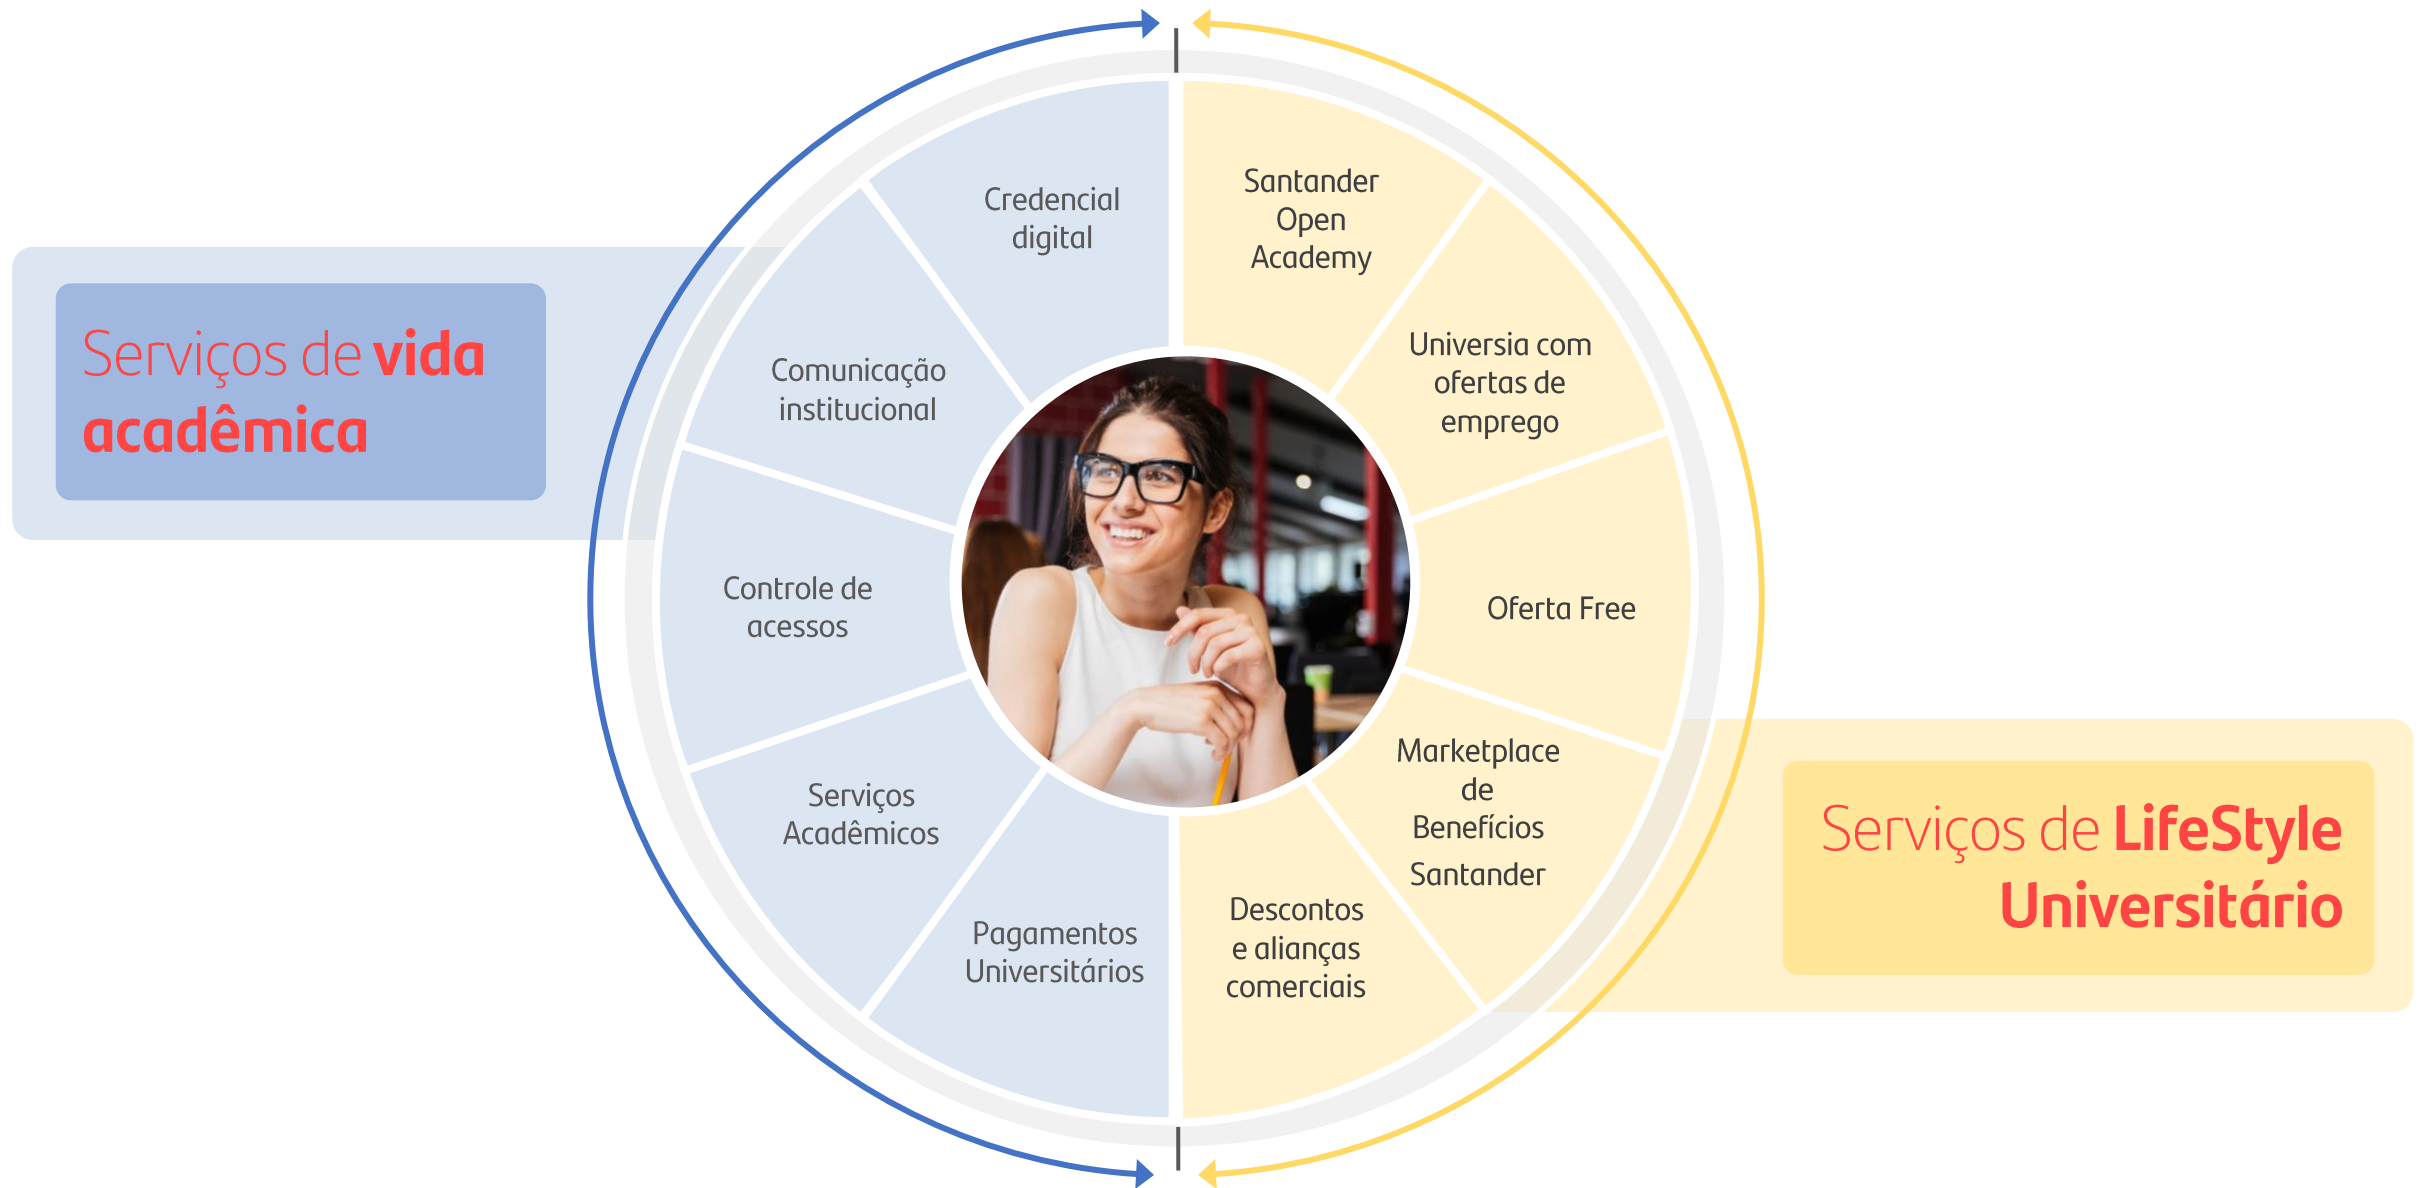 Serviços de vida
acadêmica
Credencial
digital
Comunicação
institucional
Controle de
acessos
Serviços
Acadêmicos
Pagamentos
Universitários
Santander
Open
Academy
Universia com
ofertas de
emprego
Oferta Free
Marketplace
de
Benefícios
Santander
Descontos
e alianças
comerciais
Serviços de LifeStyle
Universitário